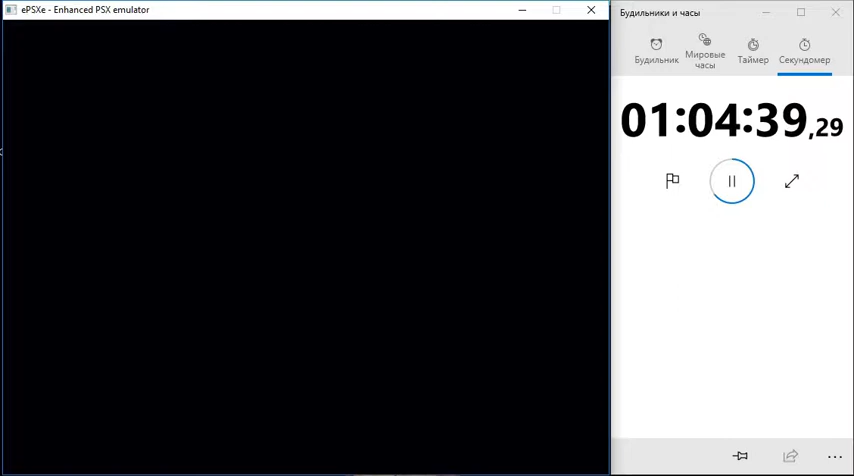 ePSXe - Enhanced PSX emulator
Будильники и часы
Будильник
Мировые
часы
Таймер
Секундомер
01:04:39,29